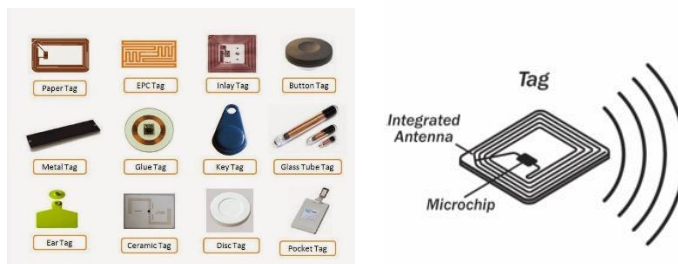 Paper Tag
EPC Tag
Inlay Tag
Button Tag
Metal Tag
Glue Tag
Key Tag
Glass Tube Tag
Ear Tag
Ceramic Tag
Disc Tag
Pocket Tag
Tag
Integrated
Antenna
Microchip